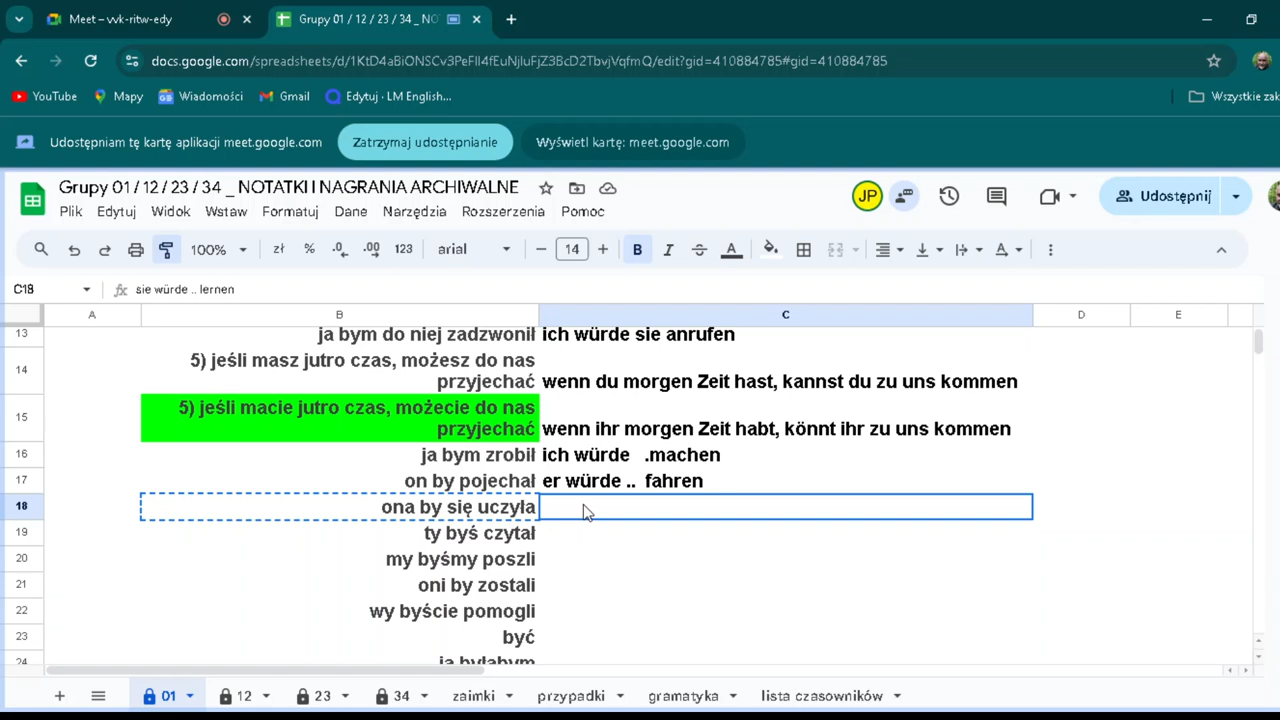 Meet – vvk-ritw-edy
Grupy 01 / 12 / 23 / 34 _ NO
docs.google.com/spreadsheets/d/1KtD4aBiONSCv3PeFlI4fEuNjluFjZ3BcD2TbvjVqfmQ/edit?gid=410884785#gid=410884785
YouTube Mapy Wiadomości Gmail Edytuj · LM English... Wszystkie zak
Udostępniam tę kartę aplikacji meet.google.com Zatrzymaj udostępnianie Wyświetl kartę: meet.google.com
Grupy 01 / 12 / 23 / 34 _ NOTATKI I NAGRANIA ARCHIWALNE
JP
Udostępnij
Plik Edytuj Widok Wstaw Formatuj Dane Narzędzia Rozszerzenia Pomoc
100% zł % .0 .00 123 arial 14 B I A
C18 fx sie würde .. lernen
A B C D E
13 ja bym do niej zadzwonił ich würde sie anrufen
5) jeśli masz jutro czas, możesz do nas
14 przyjechać wenn du morgen Zeit hast, kannst du zu uns kommen
5) jeśli macie jutro czas, możecie do nas
15 przyjechać wenn ihr morgen Zeit habt, könnt ihr zu uns kommen
16 ja bym zrobił ich würde .machen
17 on by pojechał er würde .. fahren
18 ona by się uczyła
19 ty byś czytał
20 my byśmy poszli
21 oni by zostali
22 wy byście pomogli
23 być
24 ja byłabym
01 12 23 34 zaimki przypadki gramatyka lista czasowników